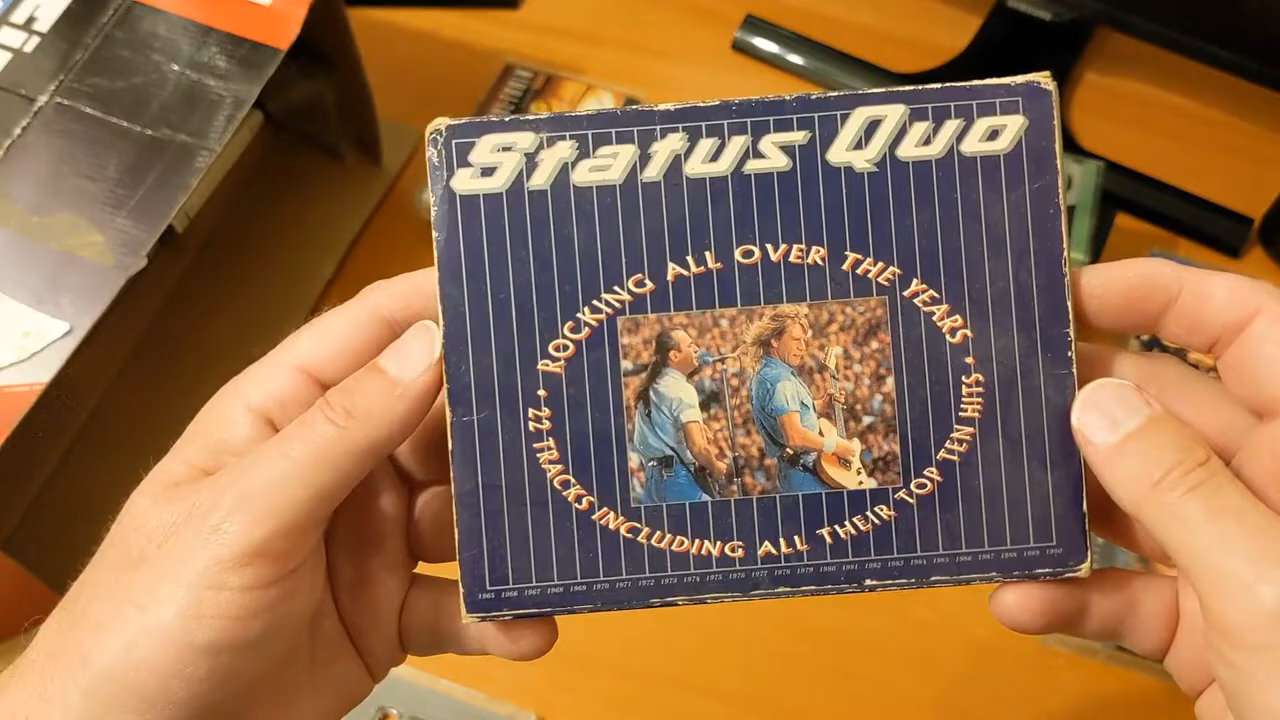 Status Quo
ROCKING ALL OVER THE YEARS •
22 TRACKS INCLUDING ALL THEIR TOP TEN HITS •
1965 1966 1967 1968 1969 1970 1971 1972 1973 1974 1975 1976 1977 1978 1979 1980 1981 1982 1983 1984 1985 1986 1987 1988 1989 1990